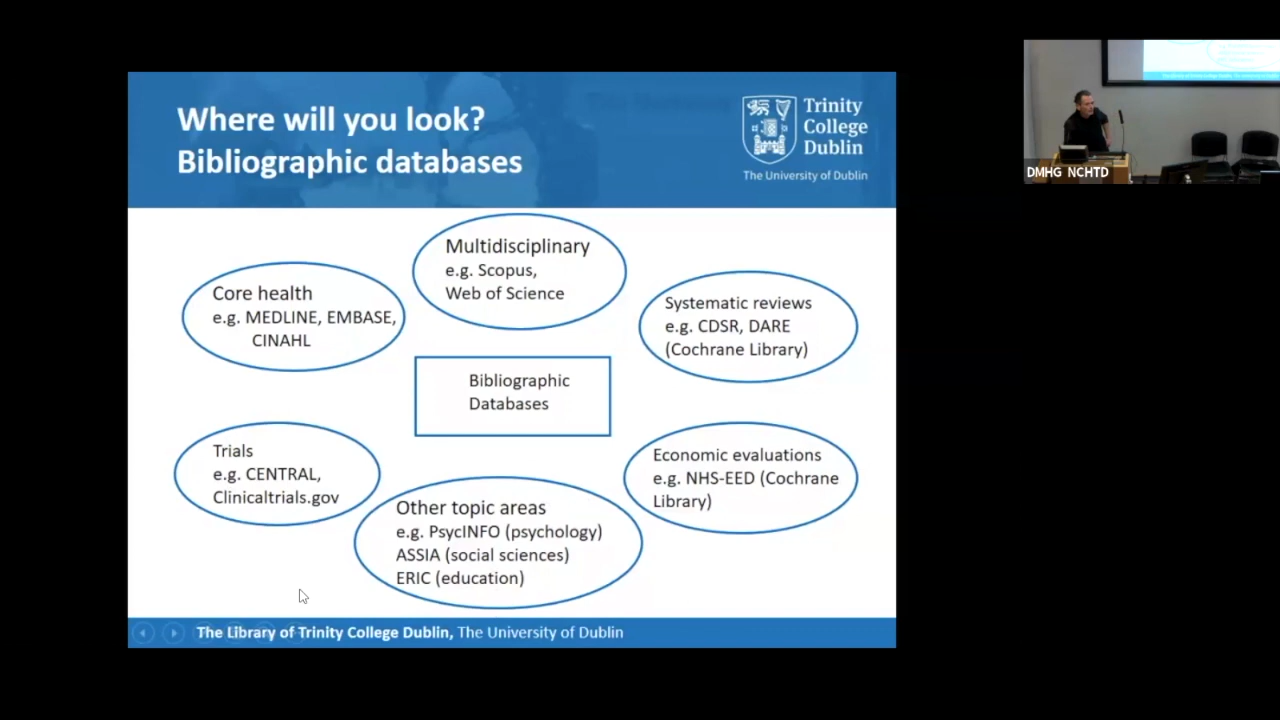 Where will you look?
Bibliographic databases
Trinity
College
Dublin
The University of Dublin
Multidisciplinary
e.g. Scopus,
Web of Science
Core health
e.g. MEDLINE, EMBASE,
CINAHL
Systematic reviews
e.g. CDSR, DARE
(Cochrane Library)
Bibliographic
Databases
Trials
e.g. CENTRAL,
Clinicaltrials.gov
Economic evaluations
e.g. NHS-EED (Cochrane
Library)
Other topic areas
e.g. PsycINFO (psychology)
ASSIA (social sciences)
ERIC (education)
The Library of Trinity College Dublin, The University of Dublin
DMHG NCHTD